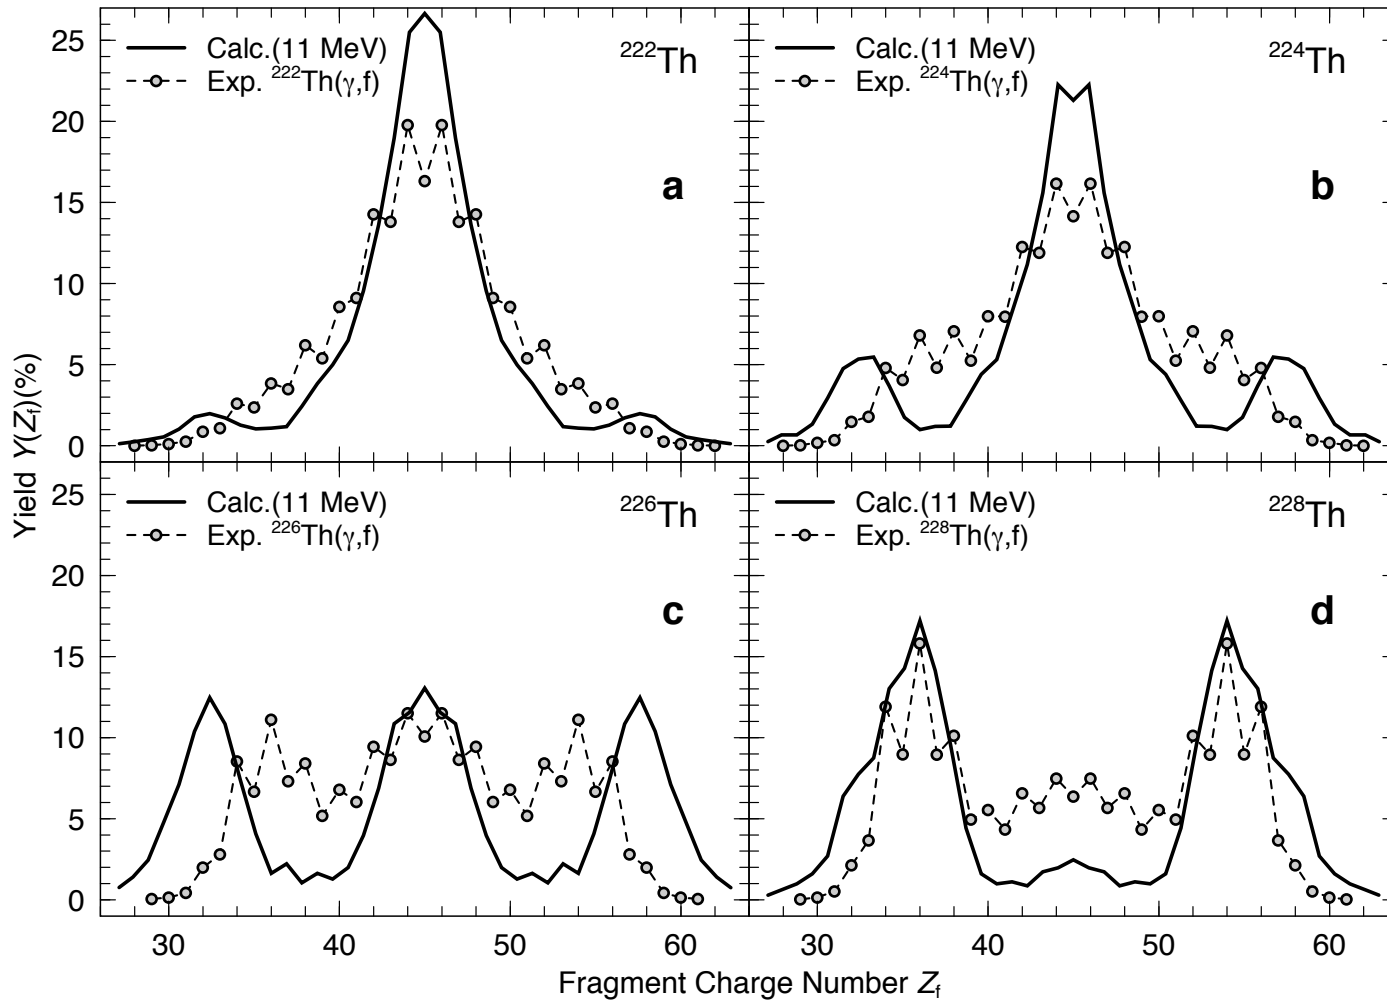 Calc.(11 MeV)
Exp. ²²²Th(γ,f)
²²²Th
a
Calc.(11 MeV)
Exp. ²²⁴Th(γ,f)
²²⁴Th
b
25
20
15
10
5
0
Calc.(11 MeV)
Exp. ²²⁶Th(γ,f)
²²⁶Th
c
Calc.(11 MeV)
Exp. ²²⁸Th(γ,f)
²²⁸Th
d
25
20
15
10
5
0
Yield Y(Z_f)(%)
30 40 50 60 30 40 50 60
Fragment Charge Number Z_f